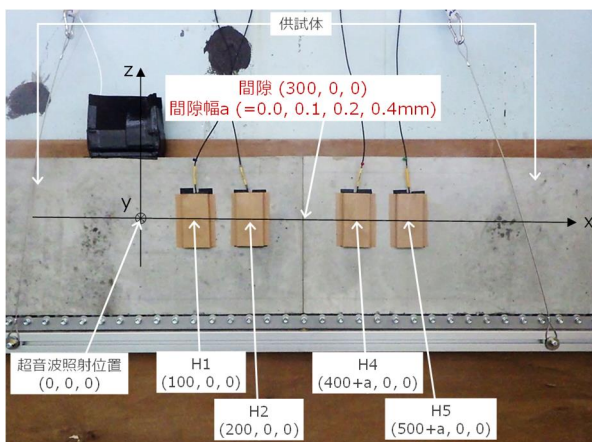 供試体
z
間隙 (300, 0, 0)
間隙幅a (=0.0, 0.1, 0.2, 0.4mm)
y
x
超音波照射位置
(0, 0, 0)
H1
(100, 0, 0)
H2
(200, 0, 0)
H4
(400+a, 0, 0)
H5
(500+a, 0, 0)